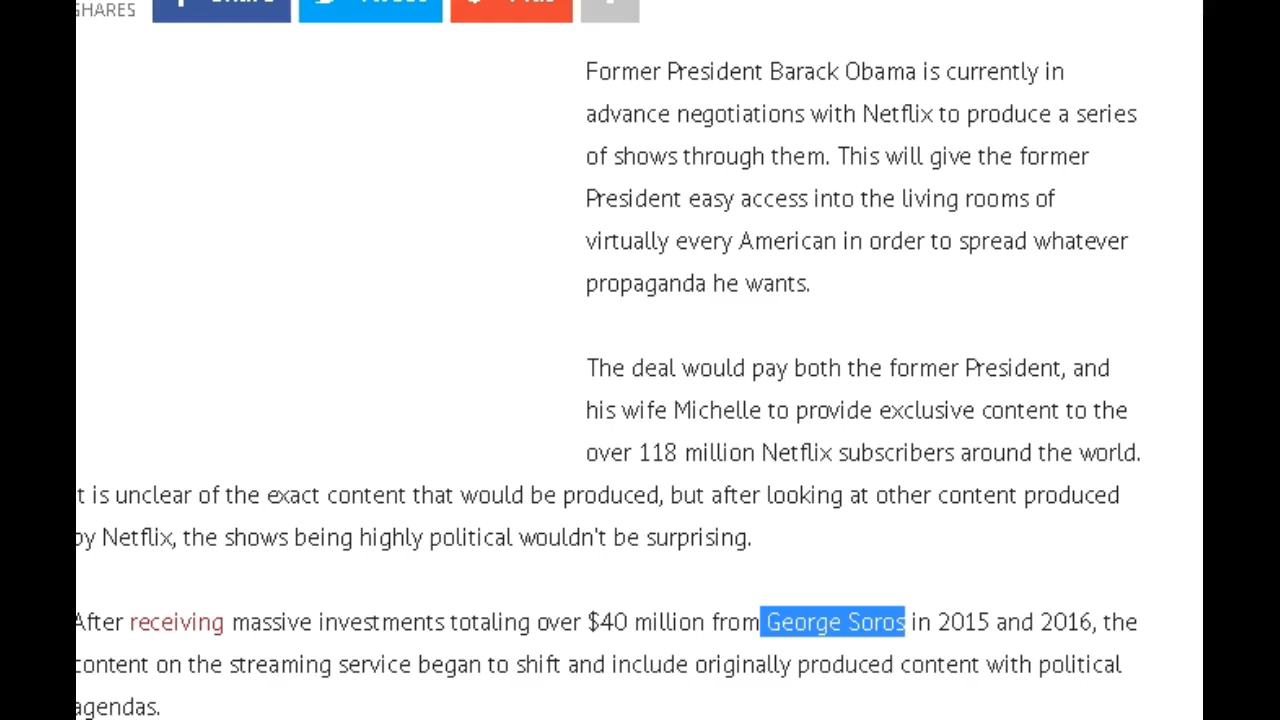 SHARES Share Tweet Plus
Former President Barack Obama is currently in
advance negotiations with Netflix to produce a series
of shows through them. This will give the former
President easy access into the living rooms of
virtually every American in order to spread whatever
propaganda he wants.
The deal would pay both the former President, and
his wife Michelle to provide exclusive content to the
over 118 million Netflix subscribers around the world.
t is unclear of the exact content that would be produced, but after looking at other content produced
by Netflix, the shows being highly political wouldn't be surprising.
After receiving massive investments totaling over $40 million from George Soros in 2015 and 2016, the
content on the streaming service began to shift and include originally produced content with political
agendas.